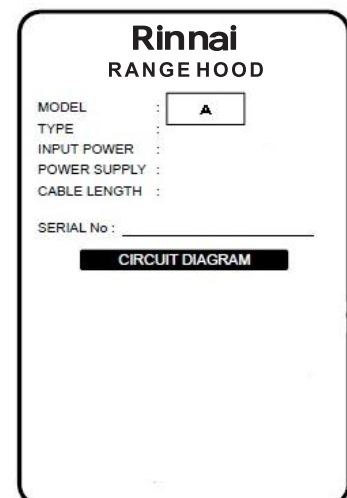 Rinnai
RANGE HOOD
MODEL : A
TYPE :
INPUT POWER :
POWER SUPPLY :
CABLE LENGTH :
SERIAL No :
CIRCUIT DIAGRAM